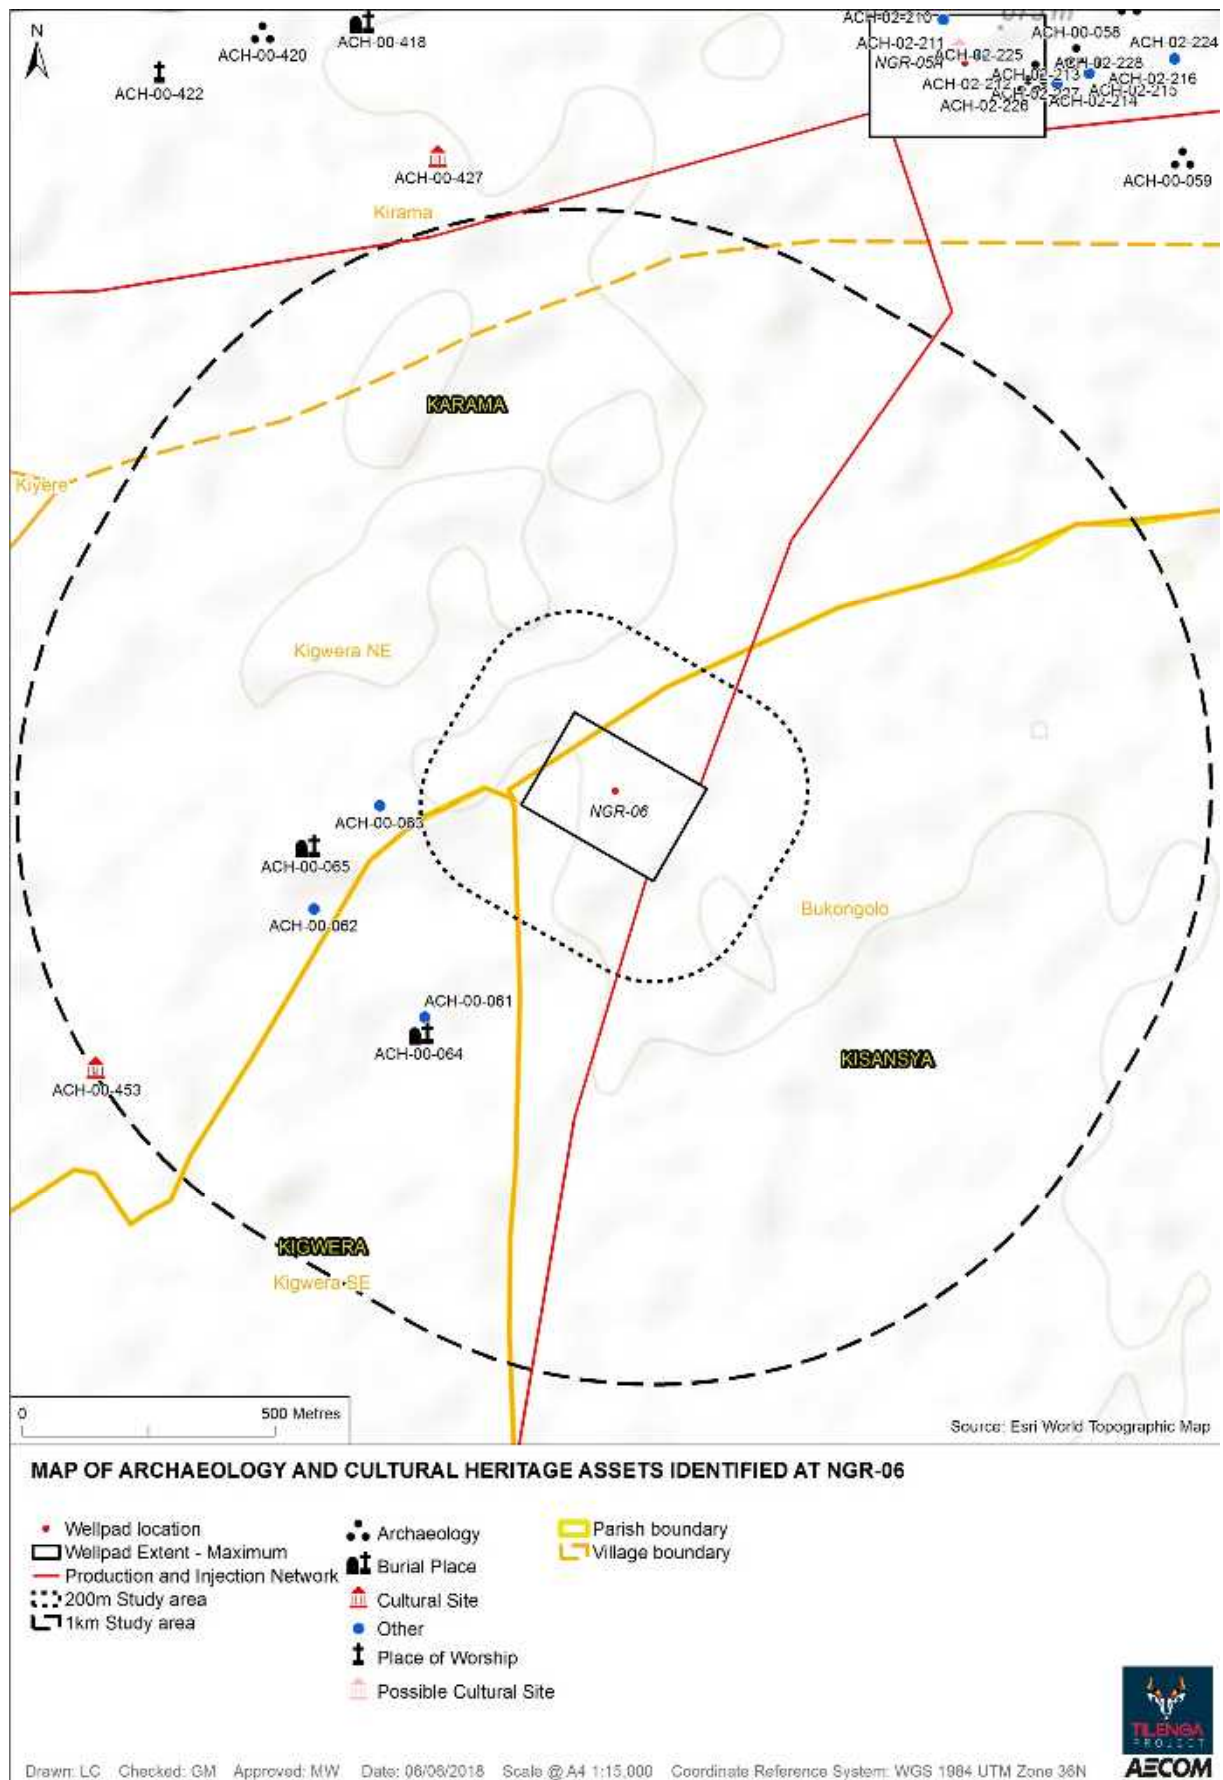 N
ACH-00-420
ACH-00-418
ACH-00-422
ACH-02-210
ACH-00-058
ACH-02-224
ACH-02-211
ACH-02-225
NGR-05A
ACH-02-228
ACH-02-213
ACH-02-216
ACH-02-212
ACH-02-215
ACH-02-227
ACH-02-214
ACH-02-226
ACH-00-427
ACH-00-059
Kirama
KARAMA
Kiyere
Kigwera NE
NGR-06
ACH-00-063
ACH-00-065
Bukongolo
ACH-00-062
ACH-00-061
ACH-00-064
KISANSYA
ACH-00-453
KIGWERA
Kigwera SE
0 500 Metres
Source: Esri World Topographic Map
MAP OF ARCHAEOLOGY AND CULTURAL HERITAGE ASSETS IDENTIFIED AT NGR-06
Wellpad location
Wellpad Extent - Maximum
Production and Injection Network
200m Study area
1km Study area
Archaeology
Burial Place
Cultural Site
Other
Place of Worship
Possible Cultural Site
Parish boundary
Village boundary
TILENGA
PROJECT
AECOM
Drawn: LC Checked: GM Approved: MW Date: 06/06/2018 Scale @ A4 1:15,000 Coordinate Reference System: WGS 1984 UTM Zone 36N